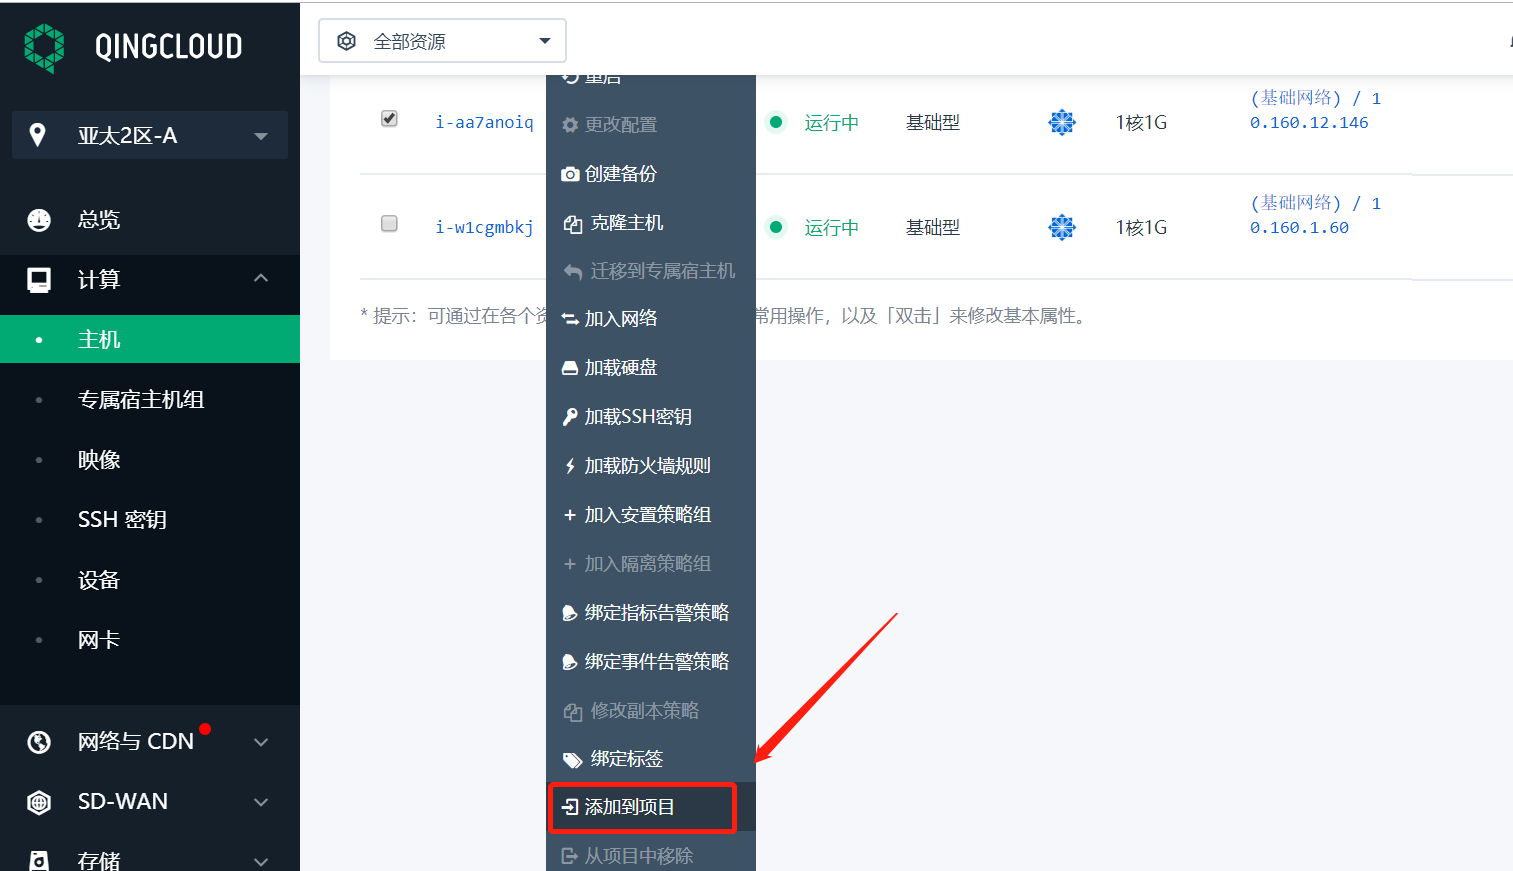 QINGCLOUD
全部资源
亚太2区-A
总览
计算
主机
专属宿主机组
映像
SSH 密钥
设备
网卡
网络与 CDN
SD-WAN
存储
重启
更改配置
创建备份
克隆主机
迁移到专属宿主机
加入网络
加载硬盘
加载SSH密钥
加载防火墙规则
加入安置策略组
加入隔离策略组
绑定指标告警策略
绑定事件告警策略
修改副本策略
绑定标签
添加到项目
从项目中移除
i-aa7anoiq
运行中
基础型
1核1G
(基础网络) / 1
0.160.12.146
i-w1cgmbkj
运行中
基础型
1核1G
(基础网络) / 1
0.160.1.60
* 提示：可通过在各个资
常用操作，以及「双击」来修改基本属性。